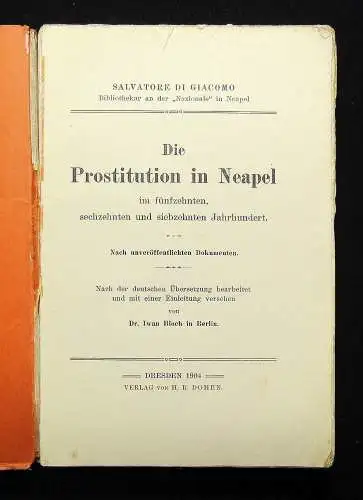 SALVATORE DI GIACOMO
Bibliothekar an der „Nazionale" in Neapel
Die
Prostitution in Neapel
im fünfzehnten,
sechzehnten und siebzehnten Jahrhundert.
Nach unveröffentlichten Dokumenten.
Nach der deutschen Übersetzung bearbeitet
und mit einer Einleitung versehen
von
Dr. Iwan Bloch in Berlin.
DRESDEN 1904
VERLAG von H. R. DOHRN.